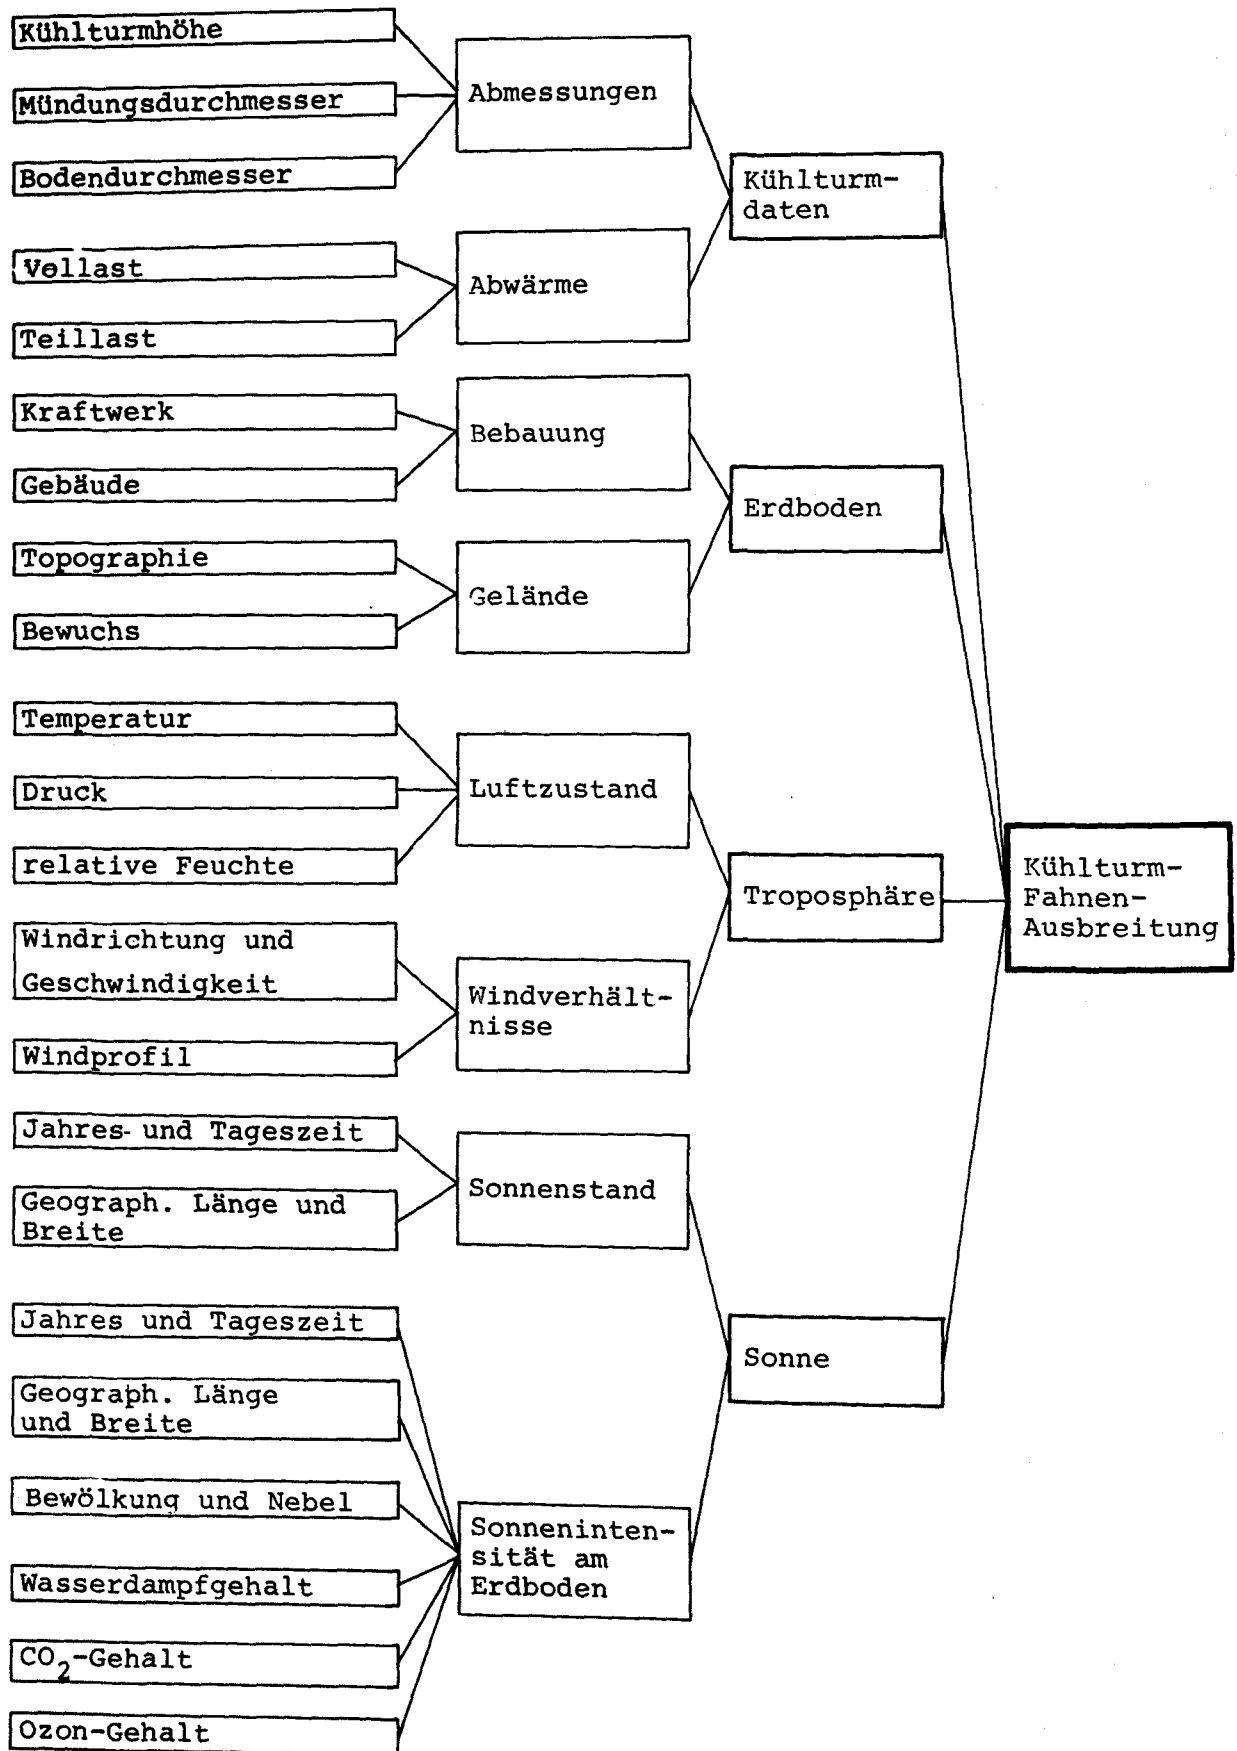 Kühlturmhöhe
Mündungsdurchmesser
Bodendurchmesser
Vollast
Teillast
Kraftwerk
Gebäude
Topographie
Bewuchs
Temperatur
Druck
relative Feuchte
Windrichtung und
Geschwindigkeit
Windprofil
Jahres- und Tageszeit
Geograph. Länge und
Breite
Jahres und Tageszeit
Geograph. Länge
und Breite
Bewölkung und Nebel
Wasserdampfgehalt
CO₂-Gehalt
Ozon-Gehalt
Abmessungen
Abwärme
Bebauung
Gelände
Luftzustand
Windverhält-
nisse
Sonnenstand
Sonneninten-
sität am
Erdboden
Kühlturm-
daten
Erdboden
Troposphäre
Sonne
Kühlturm-
Fahnen-
Ausbreitung